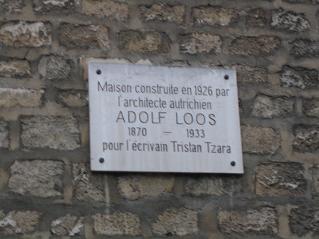 Maison construite en 1926 par
l'architecte autrichien
ADOLF LOOS
1870 — 1933
pour l'écrivain Tristan Tzara